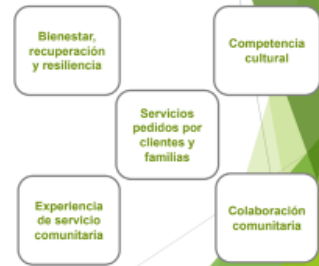 Bienestar,
recuperación
y resiliencia
Competencia
cultural
Servicios
pedidos por
clientes y
familias
Experiencia
de servicio
comunitaria
Colaboración
comunitaria